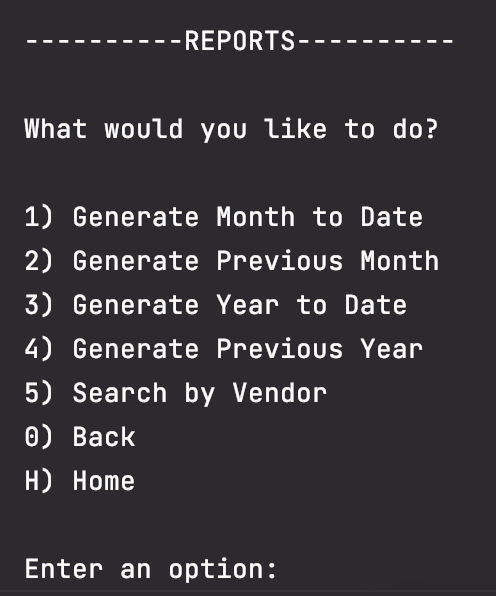 ----------REPORTS----------
What would you like to do?
1) Generate Month to Date
2) Generate Previous Month
3) Generate Year to Date
4) Generate Previous Year
5) Search by Vendor
0) Back
H) Home
Enter an option: